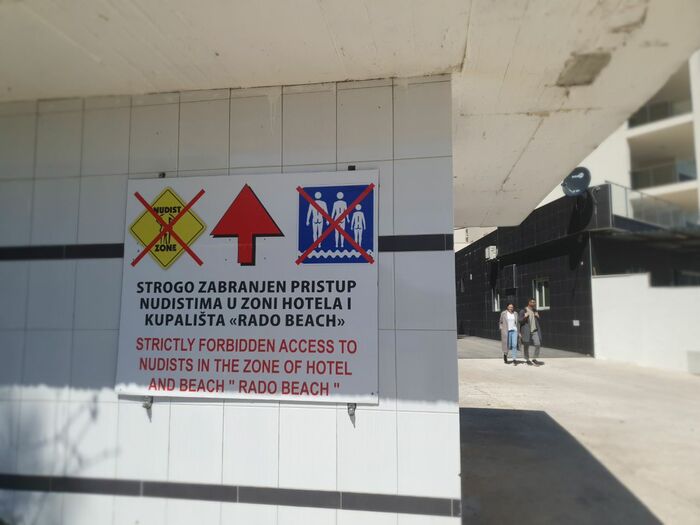 NUDIST
ZONE
STROGO ZABRANJEN PRISTUP
NUDISTIMA U ZONI HOTELA I
KUPALIŠTA «RADO BEACH»
STRICTLY FORBIDDEN ACCESS TO
NUDISTS IN THE ZONE OF HOTEL
AND BEACH " RADO BEACH "